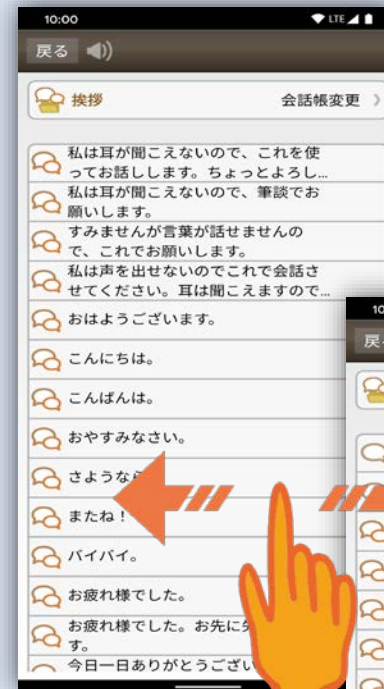 10:00
LTE
戻る
挨拶
会話帳変更
私は耳が聞こえないので、これを使
ってお話しします。ちょっとよろし...
私は耳が聞こえないので、筆談でお
願いします。
すみませんが言葉が話せませんの
で、これでお願いします。
私は声を出せないのでこれで会話さ
せてください。耳は聞こえますので...
おはようございます。
こんにちは。
こんばんは。
おやすみなさい。
さような
またね！
バイバイ。
お疲れ様でした。
お疲れ様でした。お先に
す。
今日一日ありがとうござい
10
戻